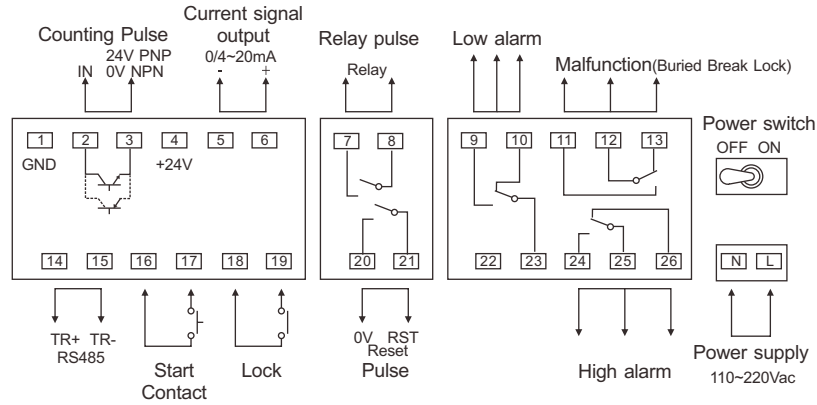 Counting Pulse
24V PNP
IN 0V NPN
Current signal
output
0/4~20mA
- +
Relay pulse
Relay
Low alarm
Malfunction(Buried Break Lock)
Power switch
OFF ON
1 2 3 4 5 6
GND +24V
7 8
9 10 11 12 13
14 15 16 17 18 19
20 21
22 23 24 25 26
N L
TR+ TR-
RS485
Start
Contact
Lock
0V RST
Reset
Pulse
High alarm
Power supply
110~220Vac